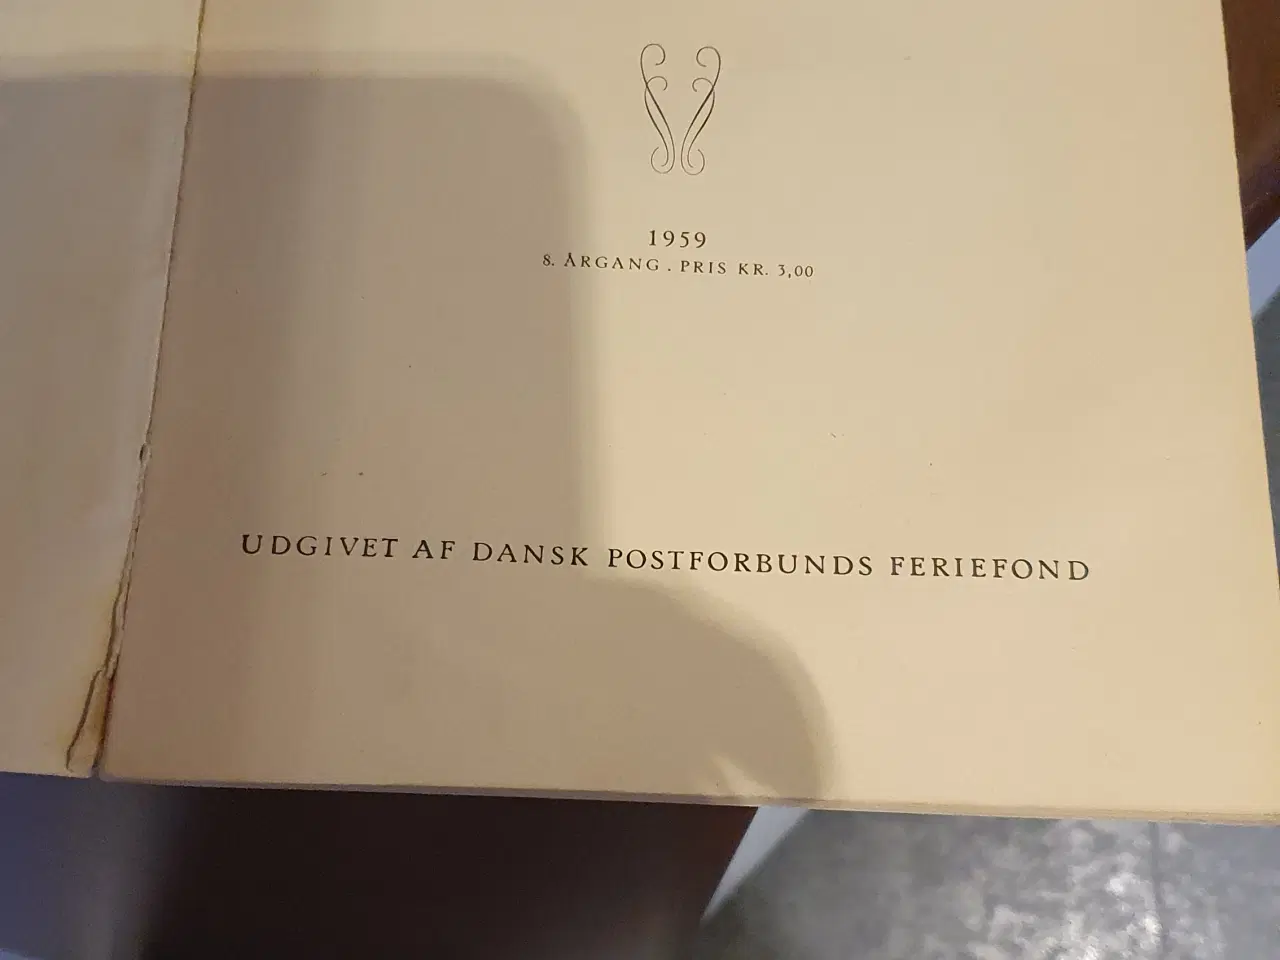 1959
8. ÅRGANG . PRIS KR. 3,00
UDGIVET AF DANSK POSTFORBUNDS FERIEFOND